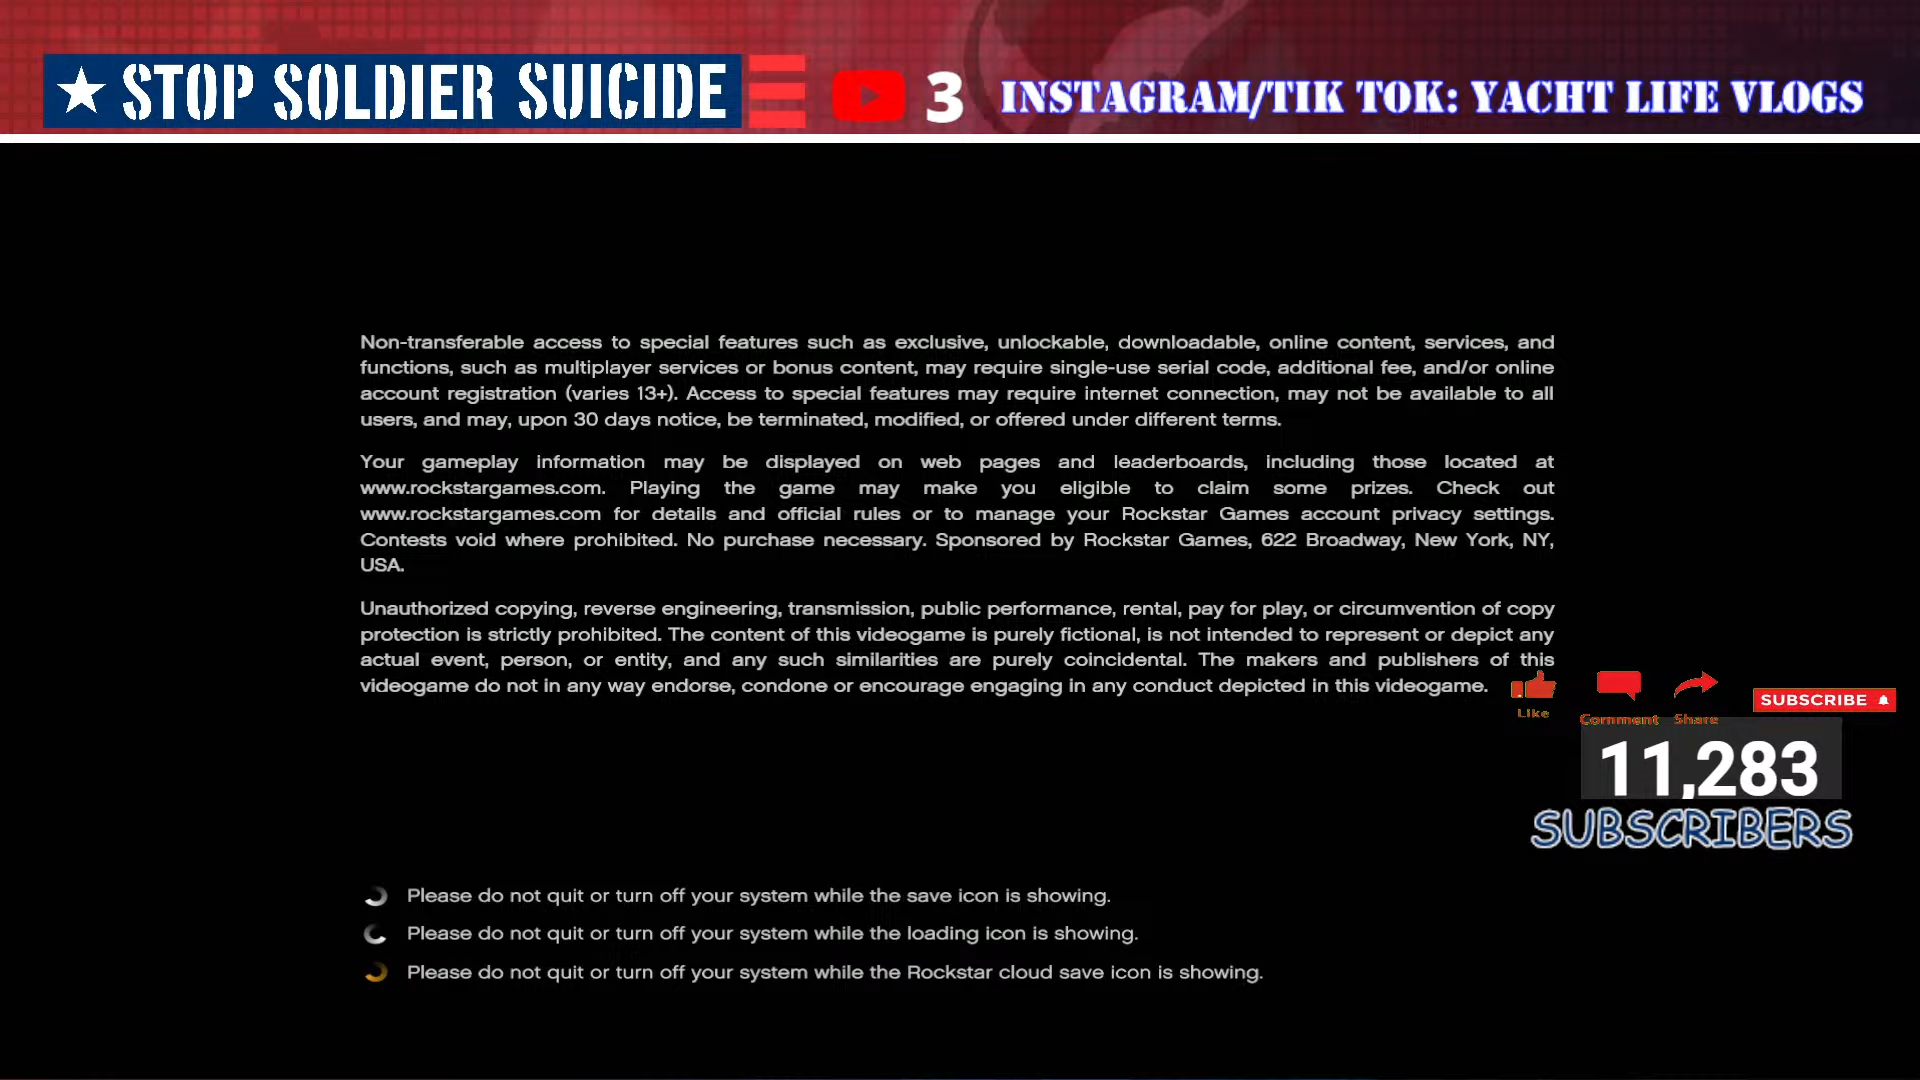 STOP SOLDIER SUICIDE
3
INSTAGRAM/TIK TOK: YACHT LIFE VLOGS
Non-transferable access to special features such as exclusive, unlockable, downloadable, online content, services, and
functions, such as multiplayer services or bonus content, may require single-use serial code, additional fee, and/or online
account registration (varies 13+). Access to special features may require internet connection, may not be available to all
users, and may, upon 30 days notice, be terminated, modified, or offered under different terms.
Your gameplay information may be displayed on web pages and leaderboards, including those located at
www.rockstargames.com. Playing the game may make you eligible to claim some prizes. Check out
www.rockstargames.com for details and official rules or to manage your Rockstar Games account privacy settings.
Contests void where prohibited. No purchase necessary. Sponsored by Rockstar Games, 622 Broadway, New York, NY,
USA.
Unauthorized copying, reverse engineering, transmission, public performance, rental, pay for play, or circumvention of copy
protection is strictly prohibited. The content of this videogame is purely fictional, is not intended to represent or depict any
actual event, person, or entity, and any such similarities are purely coincidental. The makers and publishers of this
videogame do not in any way endorse, condone or encourage engaging in any conduct depicted in this videogame.
Like
Comment
Share
SUBSCRIBE
11,283
SUBSCRIBERS
Please do not quit or turn off your system while the save icon is showing.
Please do not quit or turn off your system while the loading icon is showing.
Please do not quit or turn off your system while the Rockstar cloud save icon is showing.